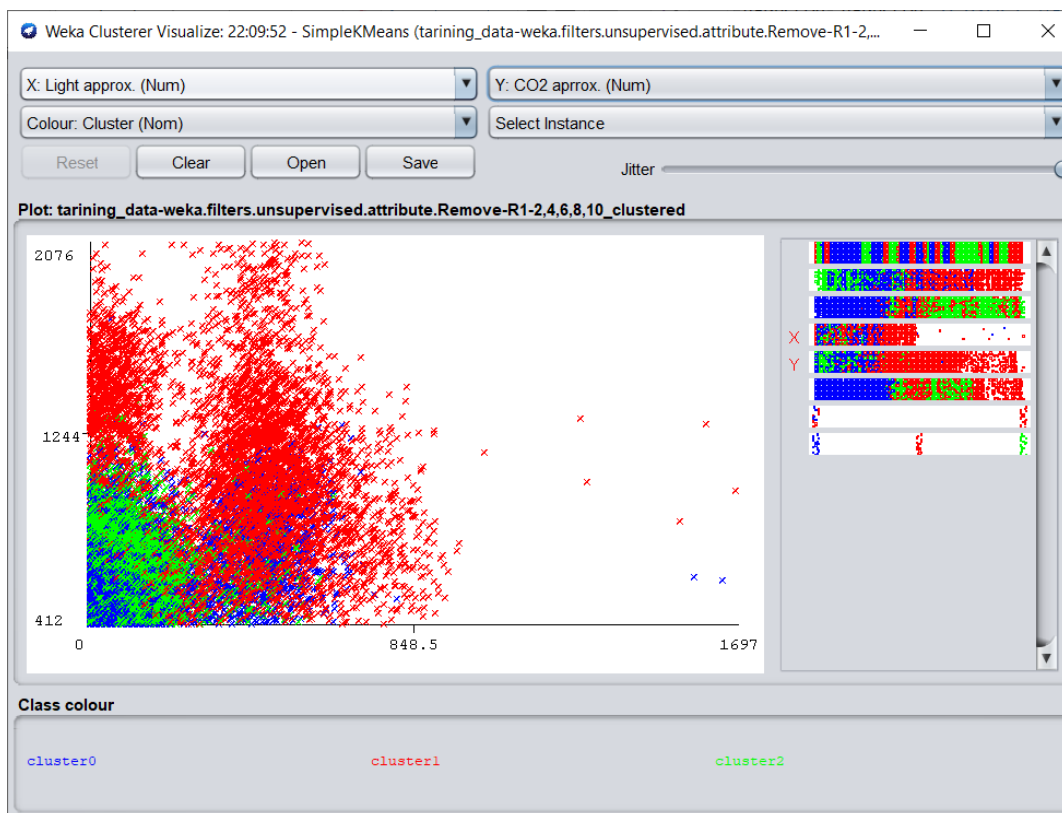 Weka Clusterer Visualize: 22:09:52 - SimpleKMeans (tarining_data-weka.filters.unsupervised.attribute.Remove-R1-2,...
X: Light approx. (Num)
Y: CO2 aprrox. (Num)
Colour: Cluster (Nom)
Select Instance
Reset
Clear
Open
Save
Jitter
Plot: tarining_data-weka.filters.unsupervised.attribute.Remove-R1-2,4,6,8,10_clustered
2076
1244
412
0
848.5
1697
X
Y
Class colour
cluster0
cluster1
cluster2